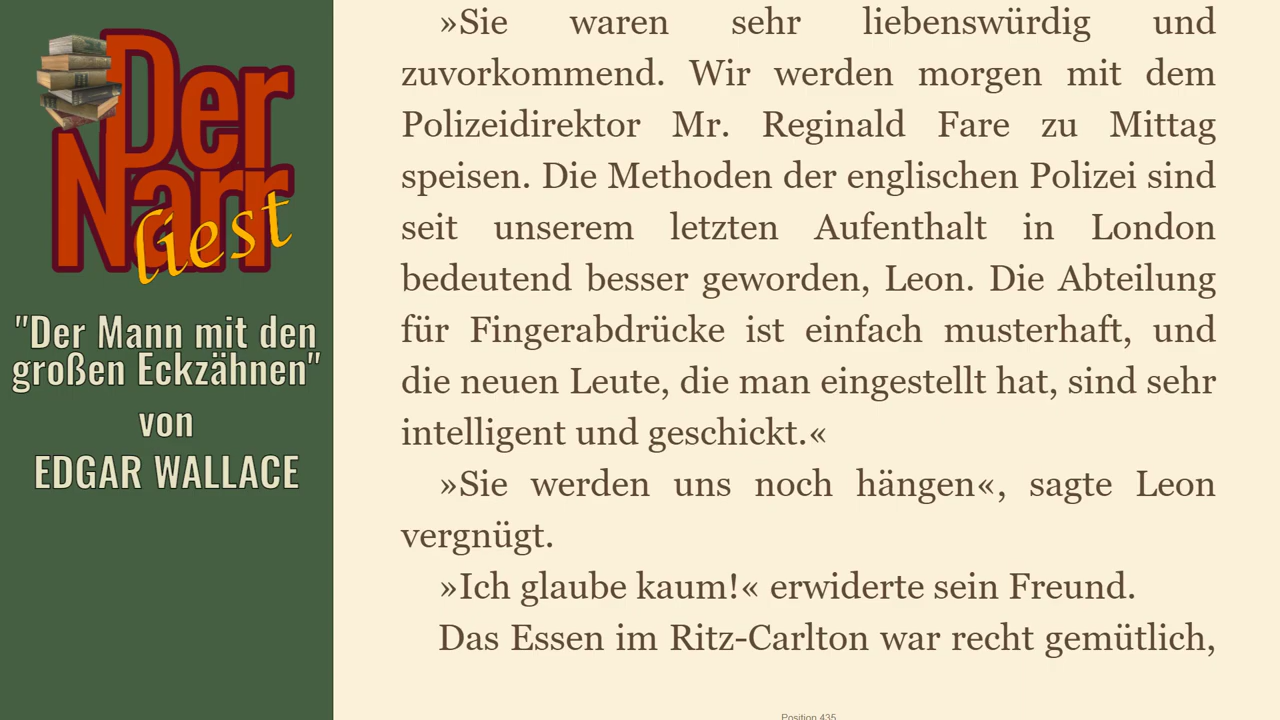 Der
Narr
liest
"Der Mann mit den
großen Eckzähnen"
von
EDGAR WALLACE
»Sie waren sehr liebenswürdig und
zuvorkommend. Wir werden morgen mit dem
Polizeidirektor Mr. Reginald Fare zu Mittag
speisen. Die Methoden der englischen Polizei sind
seit unserem letzten Aufenthalt in London
bedeutend besser geworden, Leon. Die Abteilung
für Fingerabdrücke ist einfach musterhaft, und
die neuen Leute, die man eingestellt hat, sind sehr
intelligent und geschickt.«
»Sie werden uns noch hängen«, sagte Leon
vergnügt.
»Ich glaube kaum!« erwiderte sein Freund.
Das Essen im Ritz-Carlton war recht gemütlich,
Position 435